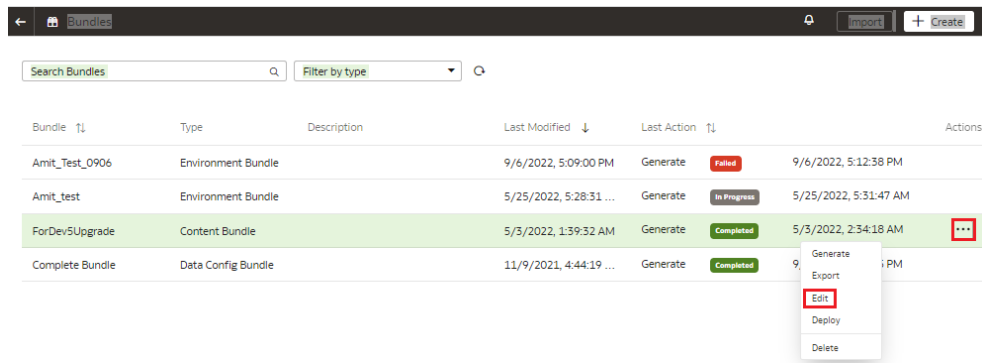 Bundles
Import
+ Create
Search Bundles
Filter by type
Bundle Type Description Last Modified Last Action Actions
Amit_Test_0906 Environment Bundle 9/6/2022, 5:09:00 PM Generate Failed 9/6/2022, 5:12:38 PM
Amit_test Environment Bundle 5/25/2022, 5:28:31 ... Generate In Progress 5/25/2022, 5:31:47 AM
ForDev5Upgrade Content Bundle 5/3/2022, 1:39:32 AM Generate Completed 5/3/2022, 2:34:18 AM ...
Complete Bundle Data Config Bundle 11/9/2021, 4:44:19 ... Generate Completed 9 PM
Generate
Export
Edit
Deploy
Delete